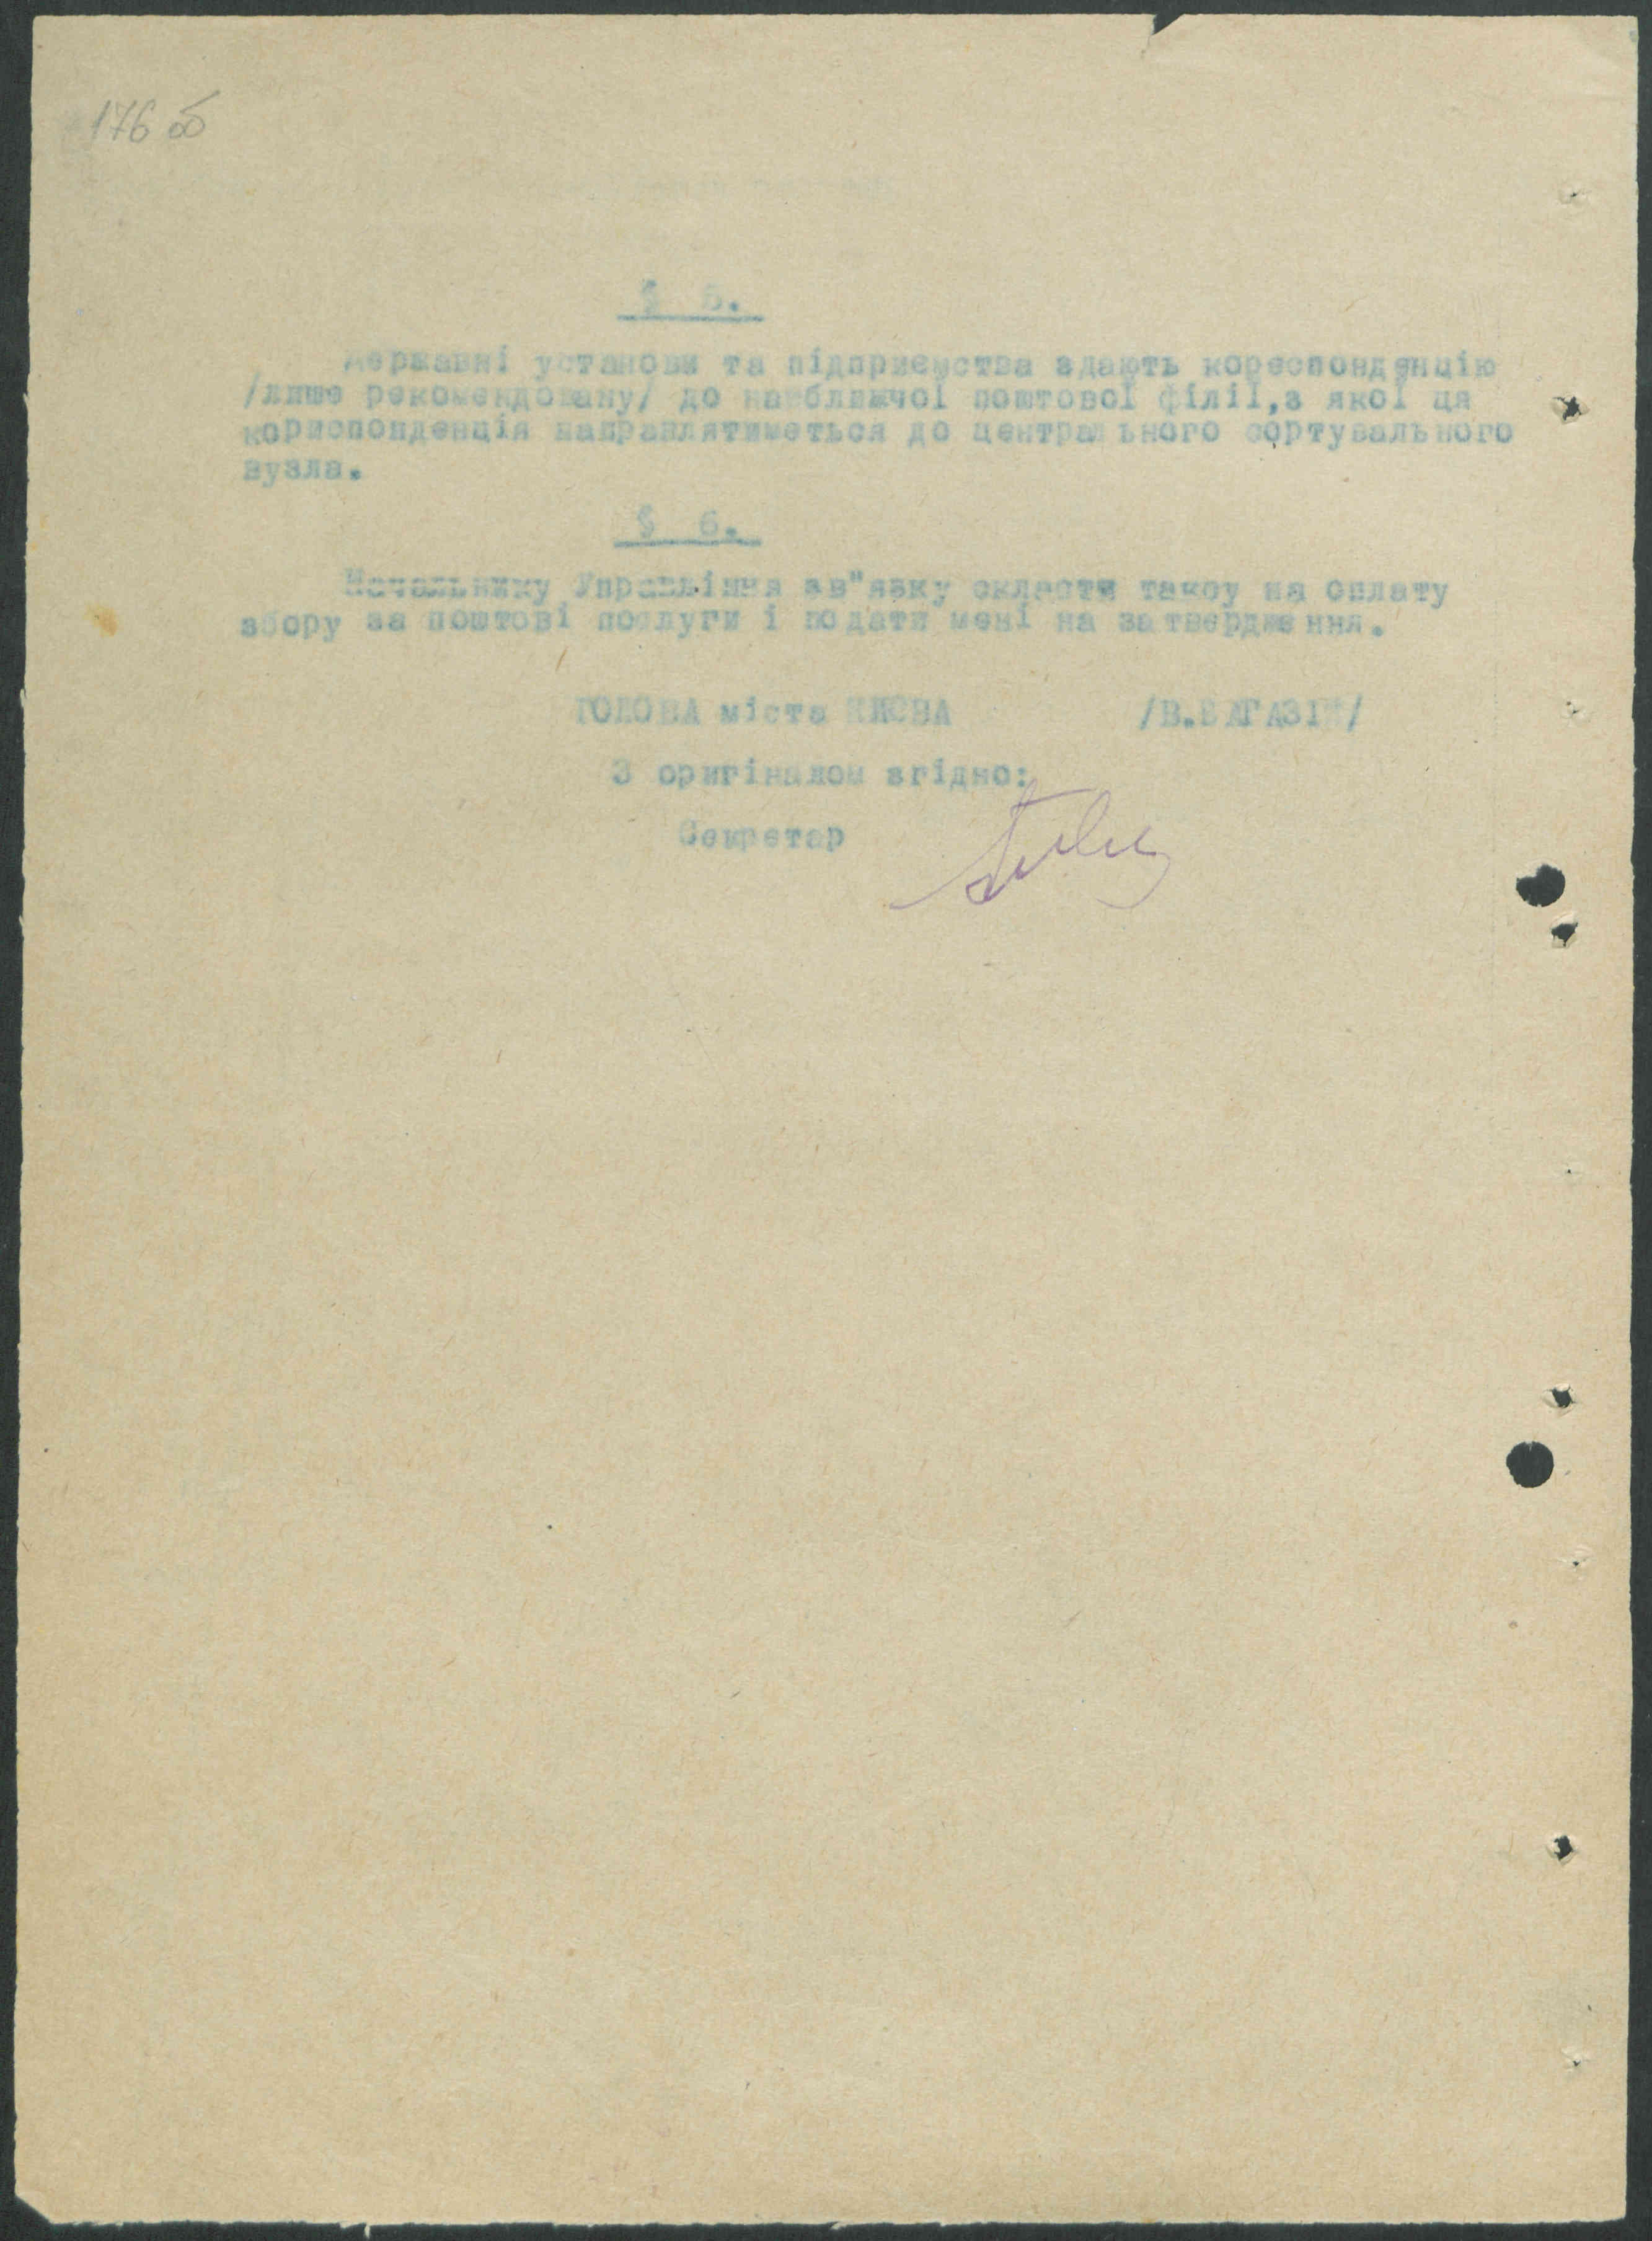 176 об
§ 5.
Державні установи та підприємства здають кореспонденцію
/лише рекомендовану/ до найближчої поштової філії,з якої ця
кориспонденція направлятиметься до центрального сортувального
вузла.
§ 6.
Начальнику Управління зв"язку скласти таксу на оплату
збору за поштові послуги і подати мені на затвердження.
ГОЛОВА міста КИЄВА /В.БАГАЗІЙ/
З оригіналом згідно:
Секретар